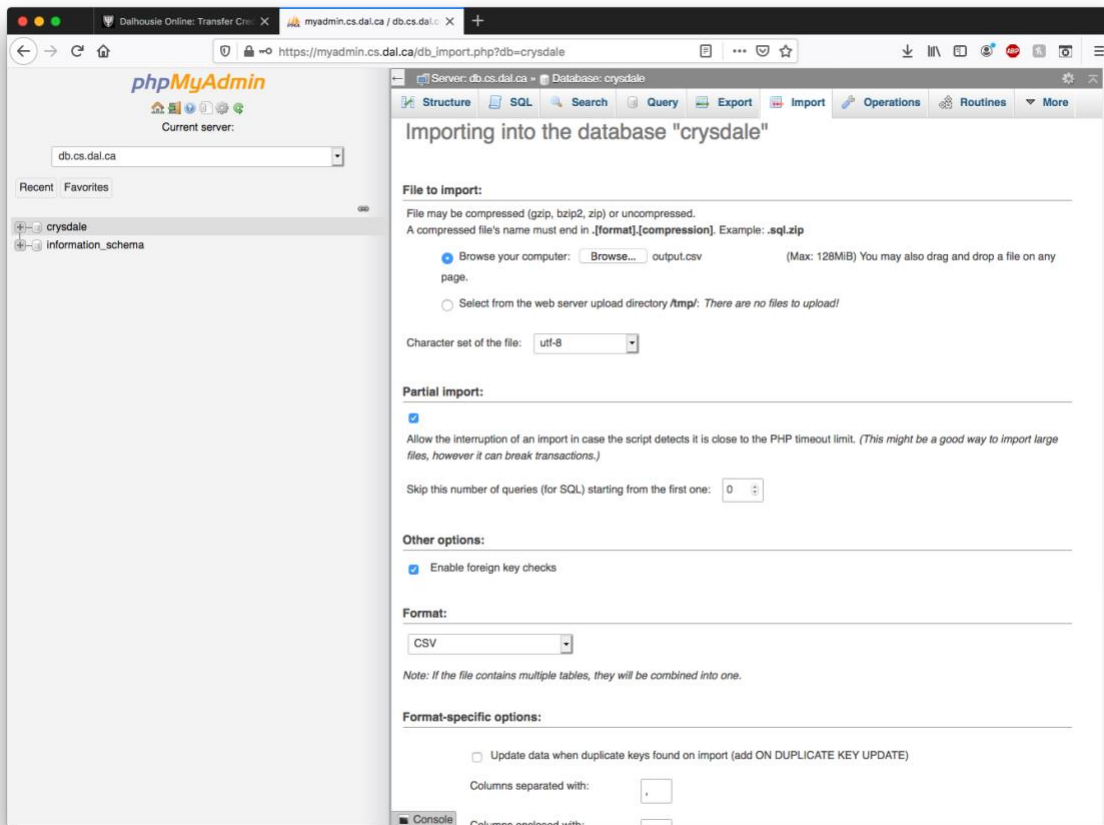 Dalhousie Online: Transfer Cre
myadmin.cs.dal.ca / db.cs.dal.c
https://myadmin.cs.dal.ca/db_import.php?db=crysdale
ABP
phpMyAdmin
Current server:
db.cs.dal.ca
Recent Favorites
crysdale
information_schema
Server: db.cs.dal.ca » Database: crysdale
Structure SQL Search Query Export Import Operations Routines More
Importing into the database "crysdale"
File to import:
File may be compressed (gzip, bzip2, zip) or uncompressed.
A compressed file's name must end in .[format].[compression]. Example: .sql.zip
Browse your computer: Browse... output.csv (Max: 128MiB) You may also drag and drop a file on any
page.
Select from the web server upload directory /tmp/: There are no files to upload!
Character set of the file: utf-8
Partial import:
Allow the interruption of an import in case the script detects it is close to the PHP timeout limit. (This might be a good way to import large
files, however it can break transactions.)
Skip this number of queries (for SQL) starting from the first one: 0
Other options:
Enable foreign key checks
Format:
CSV
Note: If the file contains multiple tables, they will be combined into one.
Format-specific options:
Update data when duplicate keys found on import (add ON DUPLICATE KEY UPDATE)
Columns separated with: ,
Console
Columns enclosed with: